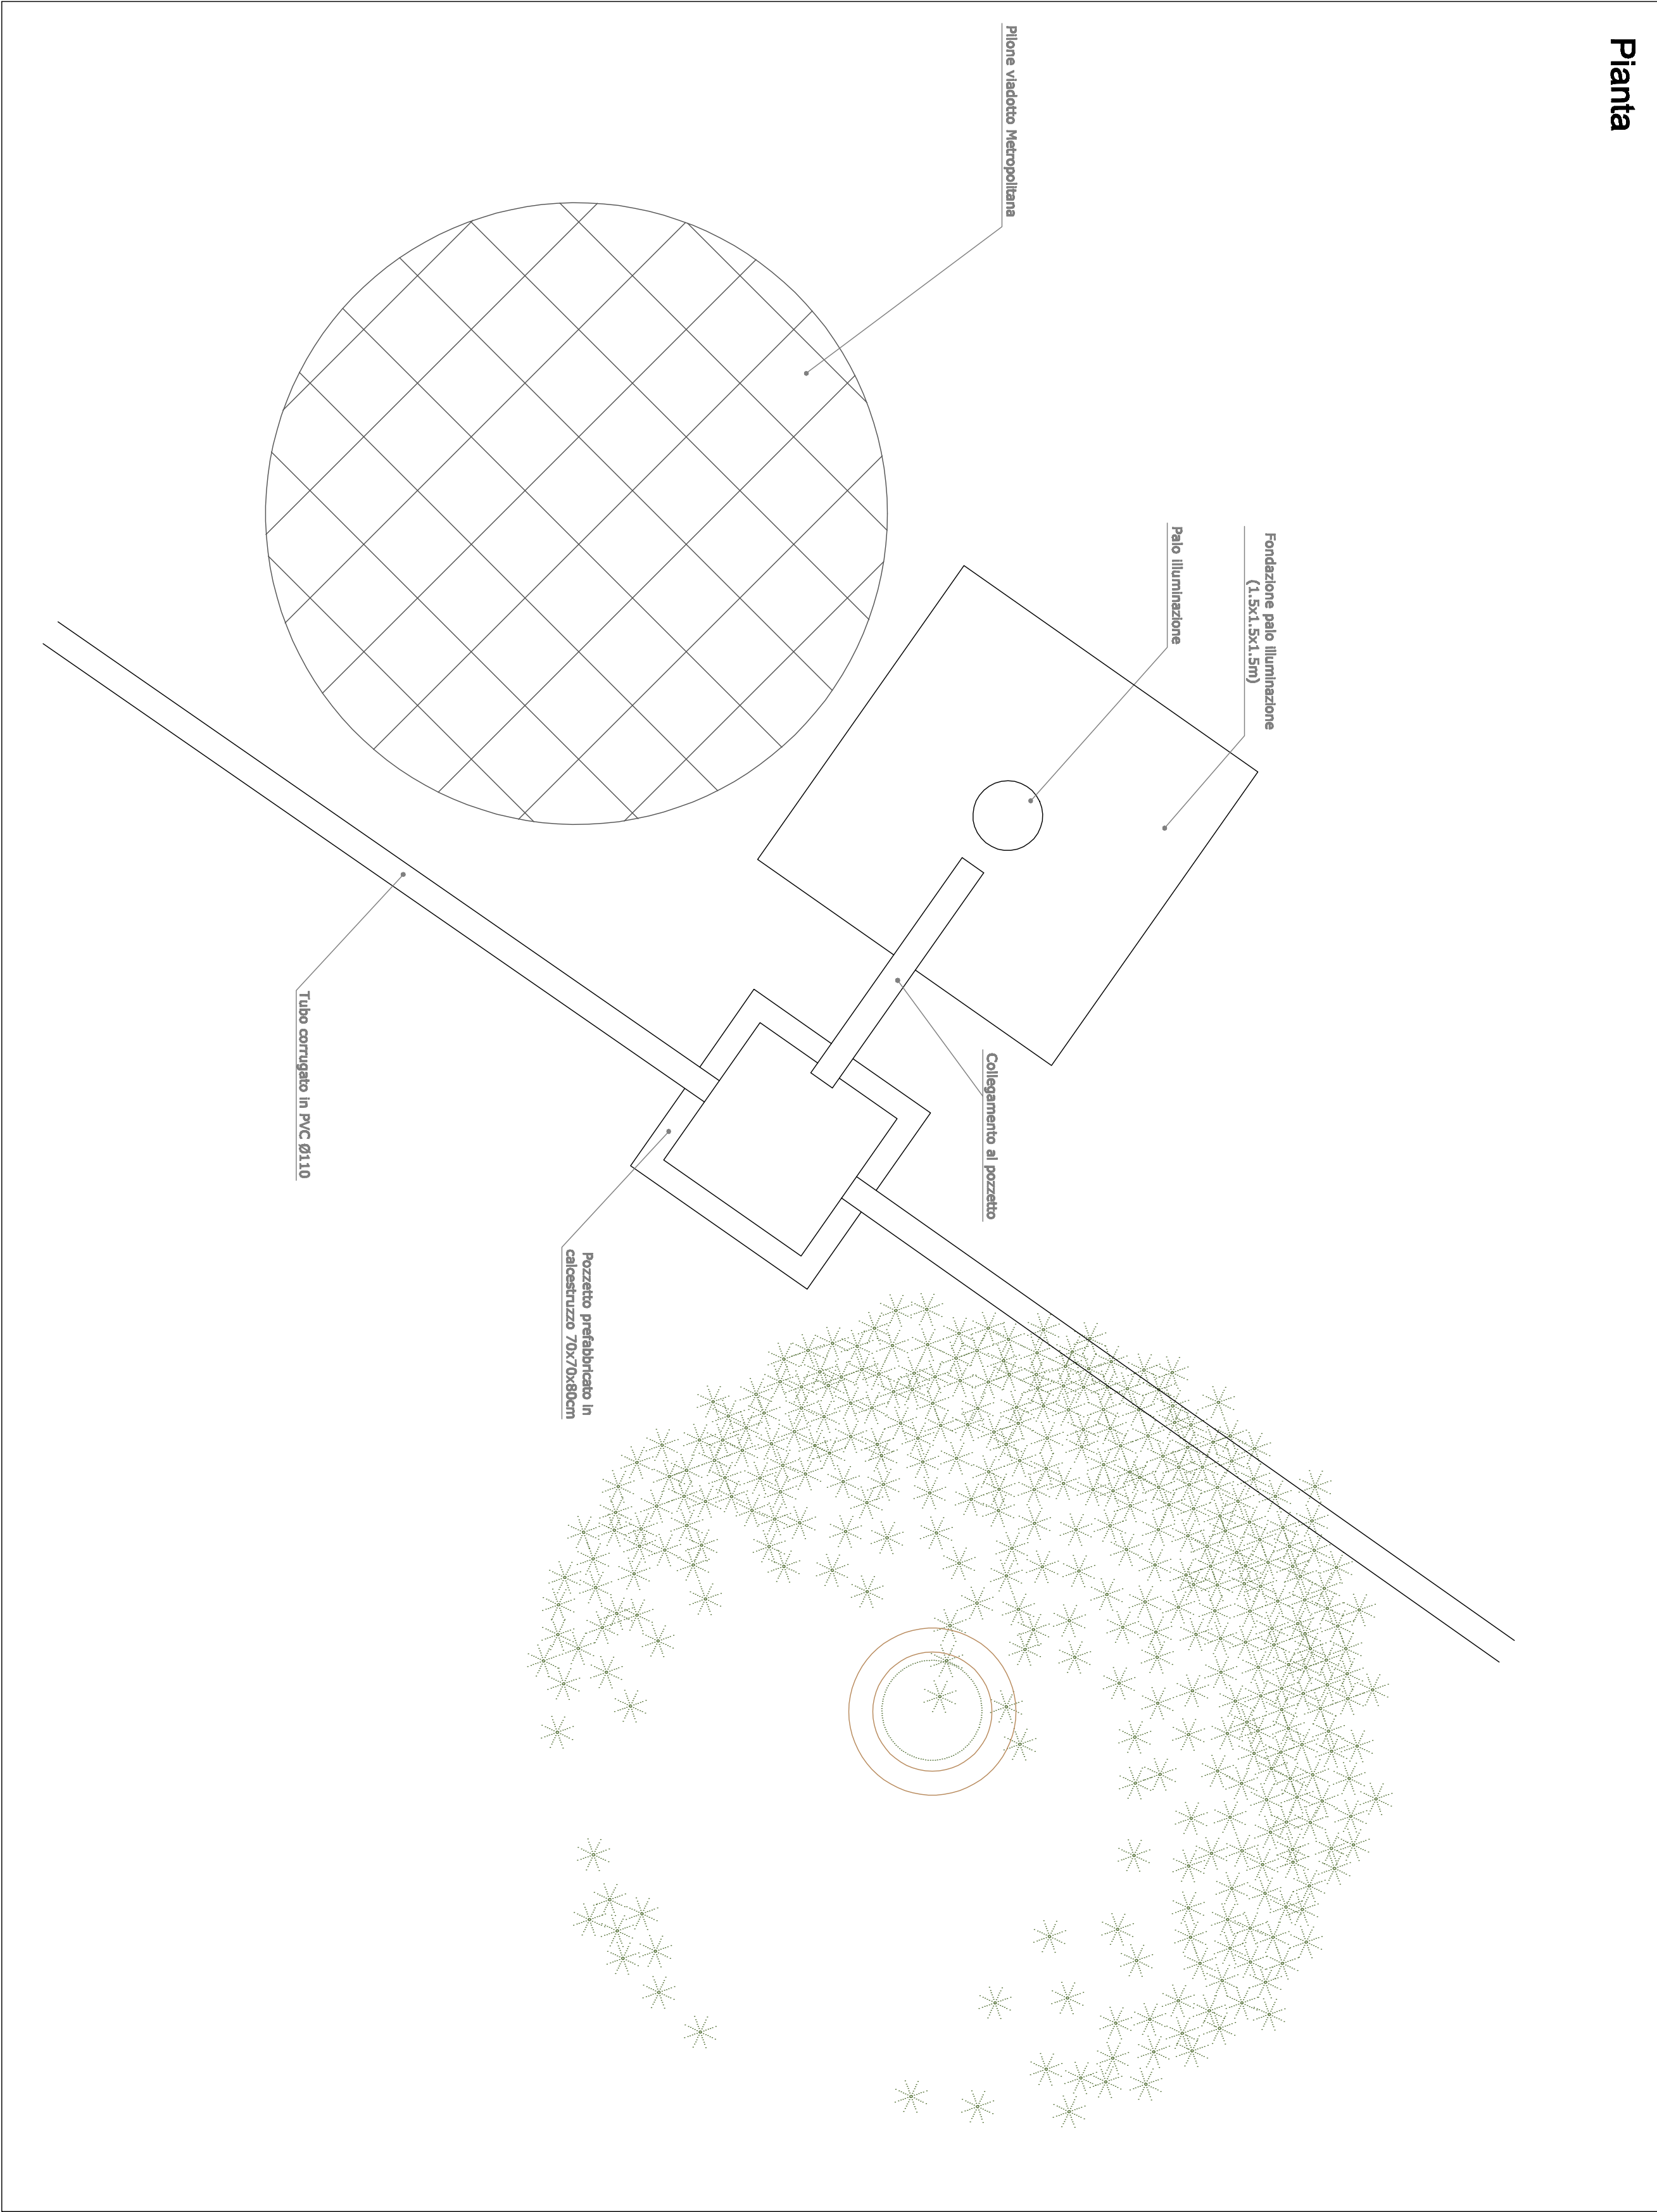 Pianta
Pilone viadotto Metropolitana
Fondazione palo illuminazione
(1.5x1.5x1.5m)
Palo illuminazione
Collegamento al pozzetto
Pozzetto prefabbricato in
calcestruzzo 70x70x80cm
Tubo corrugato in PVC Ø110